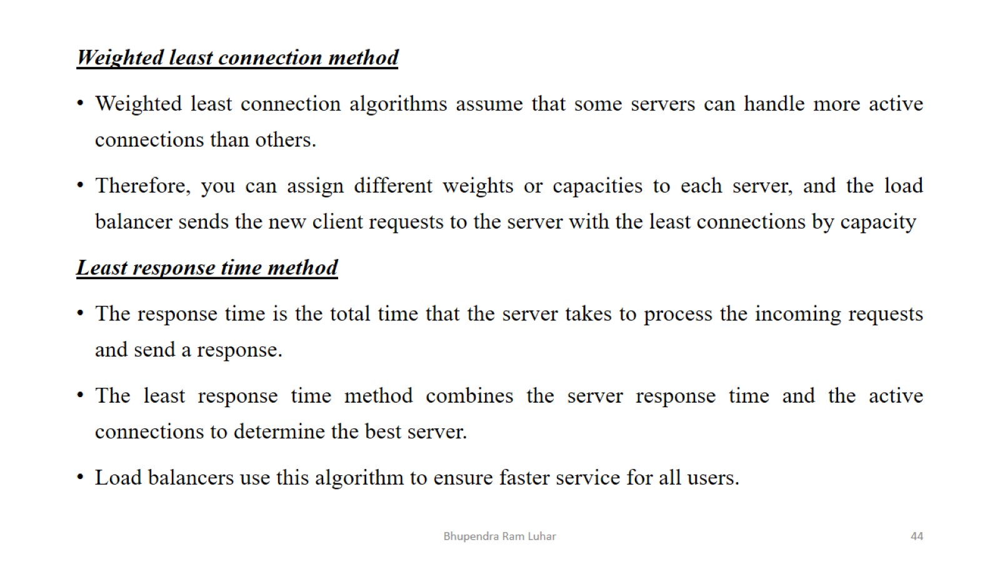 Weighted least connection method
• Weighted least connection algorithms assume that some servers can handle more active
connections than others.
• Therefore, you can assign different weights or capacities to each server, and the load
balancer sends the new client requests to the server with the least connections by capacity
Least response time method
• The response time is the total time that the server takes to process the incoming requests
and send a response.
• The least response time method combines the server response time and the active
connections to determine the best server.
• Load balancers use this algorithm to ensure faster service for all users.
Bhupendra Ram Luhar
44